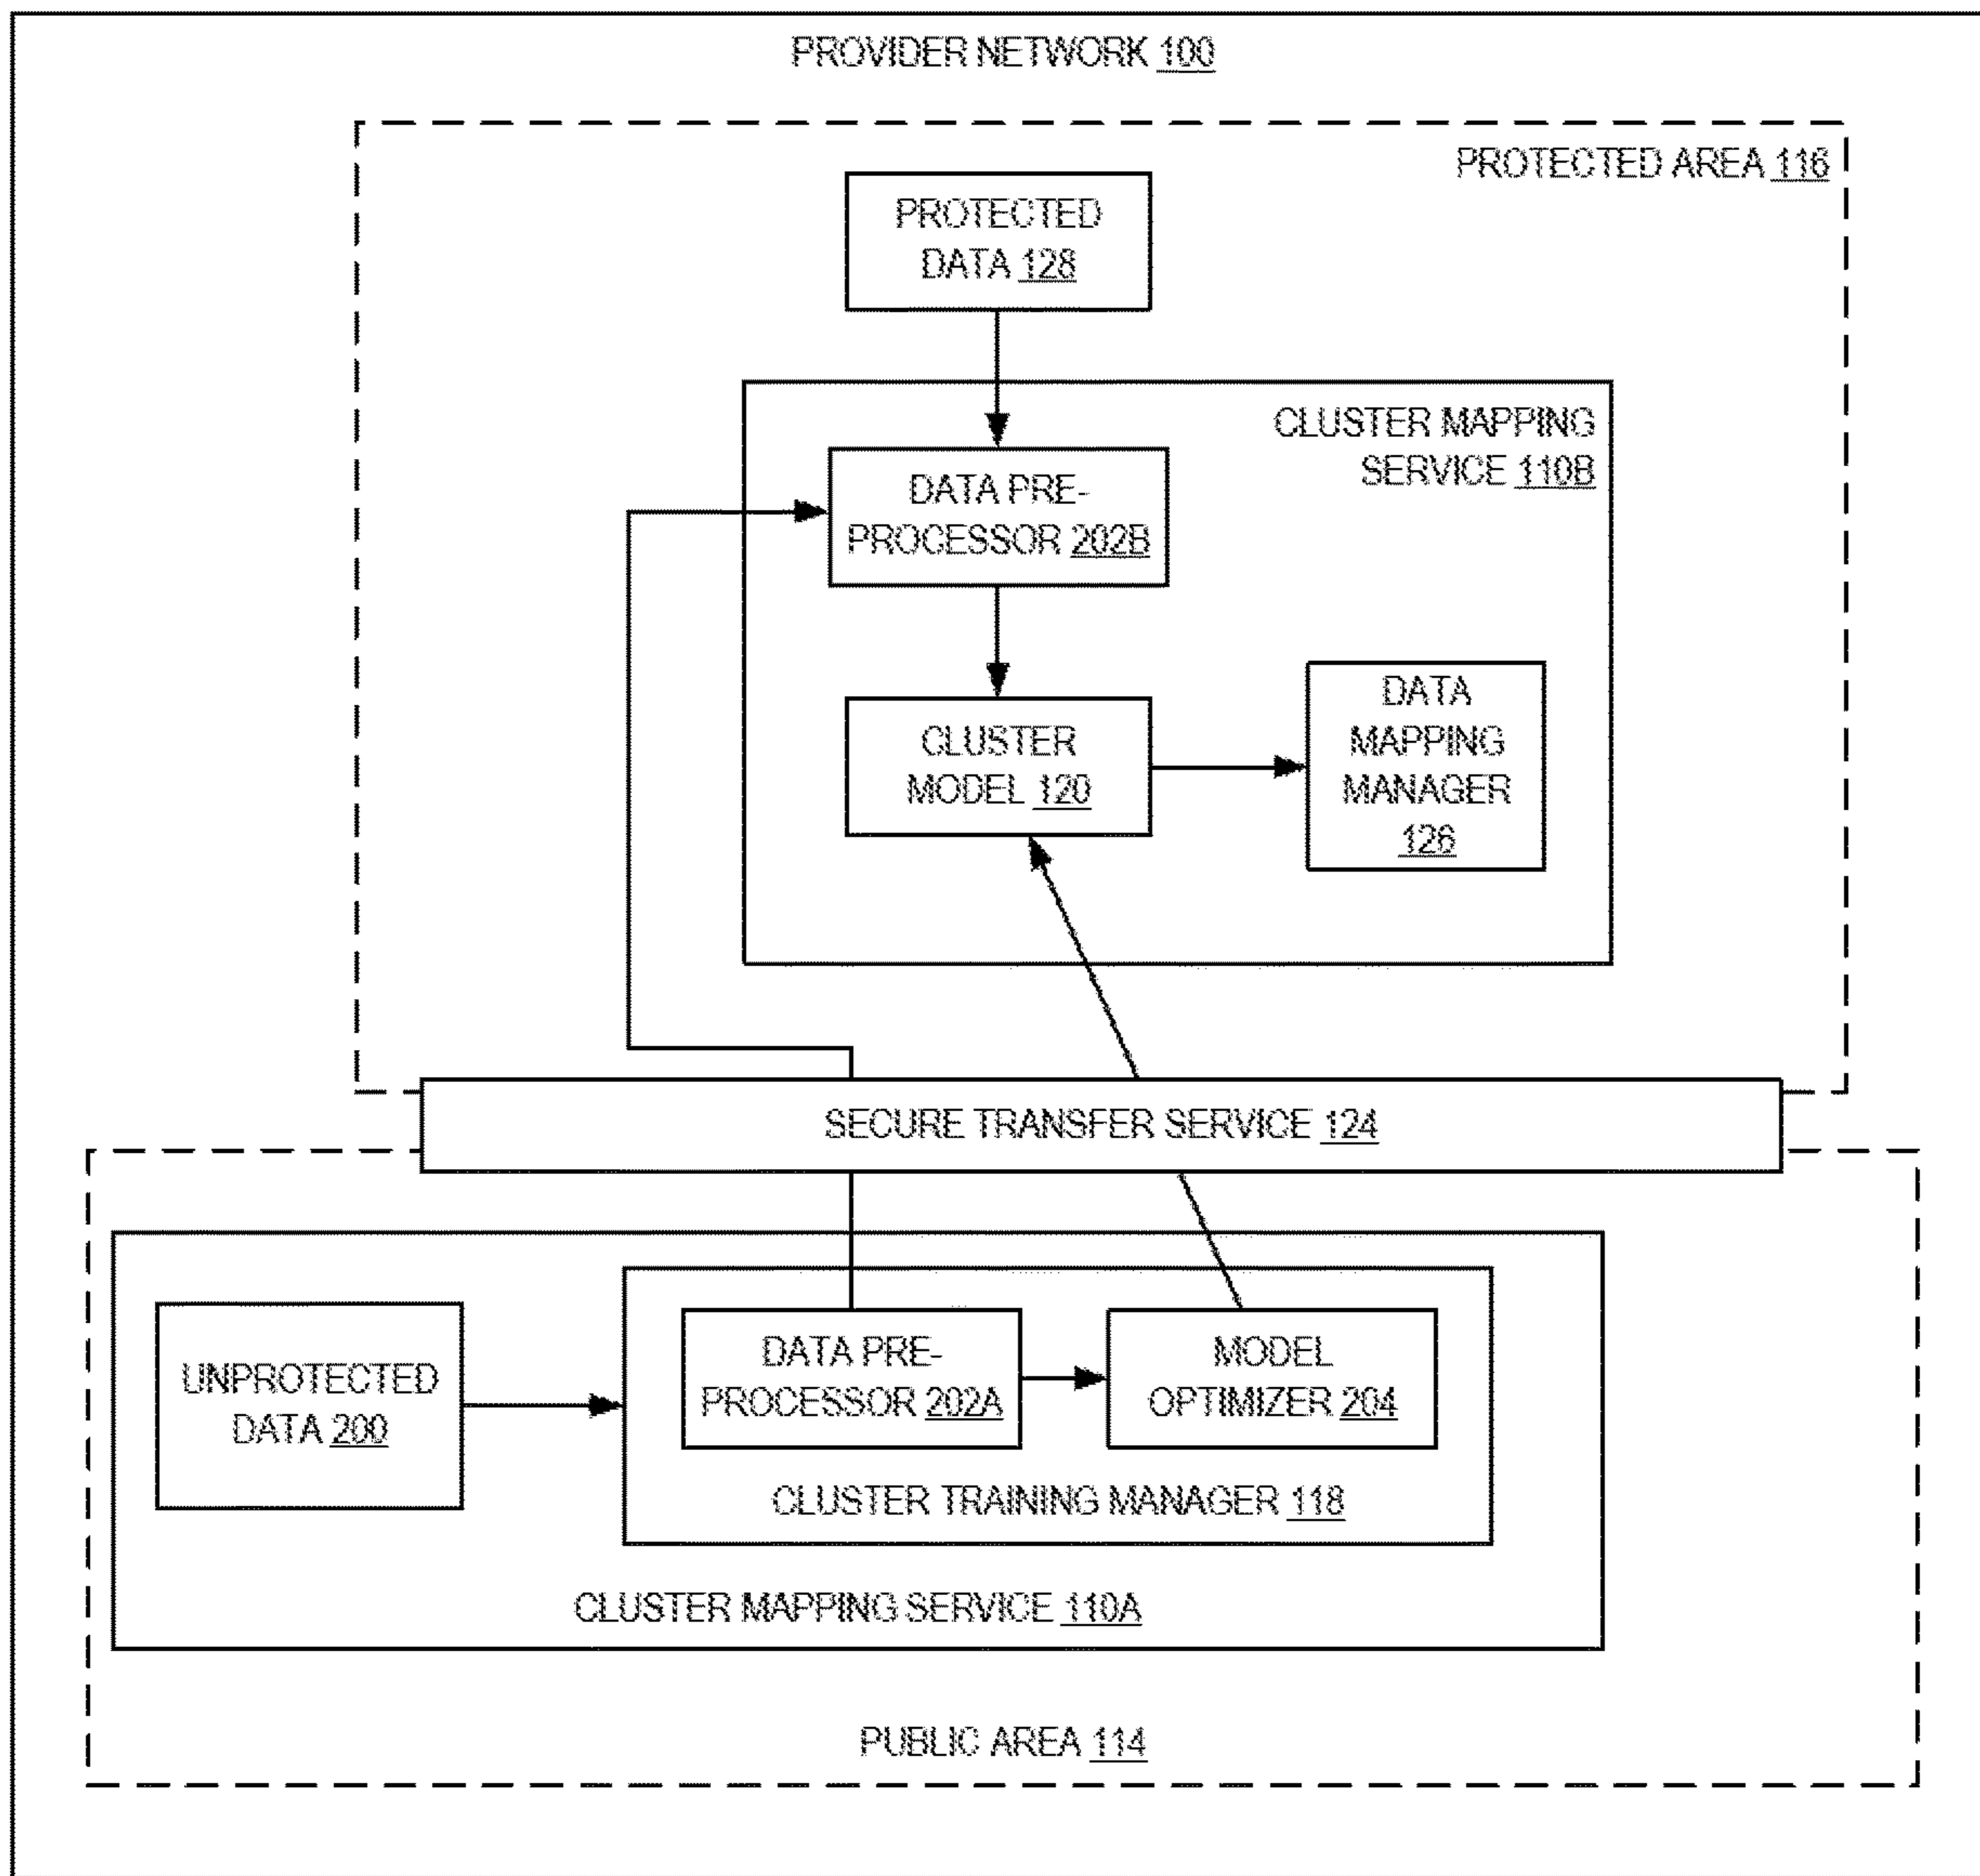 PROVIDER NETWORK 100
PROTECTED AREA 116
PROTECTED
DATA 128
CLUSTER MAPPING
SERVICE 110B
DATA PRE-
PROCESSOR 202B
CLUSTER
MODEL 120
DATA
MAPPING
MANAGER
126
SECURE TRANSFER SERVICE 124
UNPROTECTED
DATA 200
DATA PRE-
PROCESSOR 202A
MODEL
OPTIMIZER 204
CLUSTER TRAINING MANAGER 118
CLUSTER MAPPING SERVICE 110A
PUBLIC AREA 114